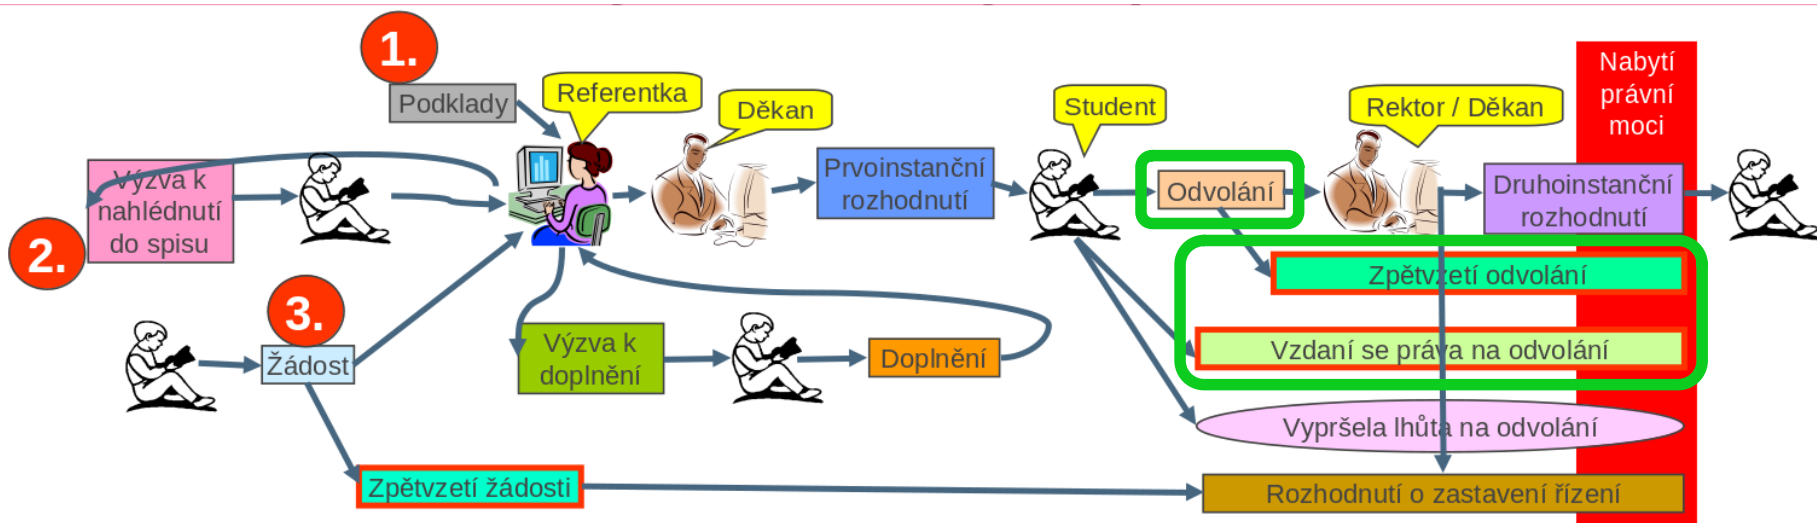 1.
Podklady
Referentka
Děkan
Student
Rektor / Děkan
Nabytí
právní
moci
2.
Výzva k
nahlédnutí
do spisu
Prvoinstanční
rozhodnutí
Odvolání
Druhoinstanční
rozhodnutí
Zpětvzetí odvolání
3.
Žádost
Výzva k
doplnění
Doplnění
Vzdaní se práva na odvolání
Vypršela lhůta na odvolání
Zpětvzetí žádosti
Rozhodnutí o zastavení řízení